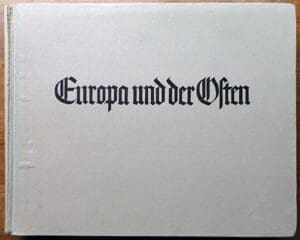 Europa und der Osten